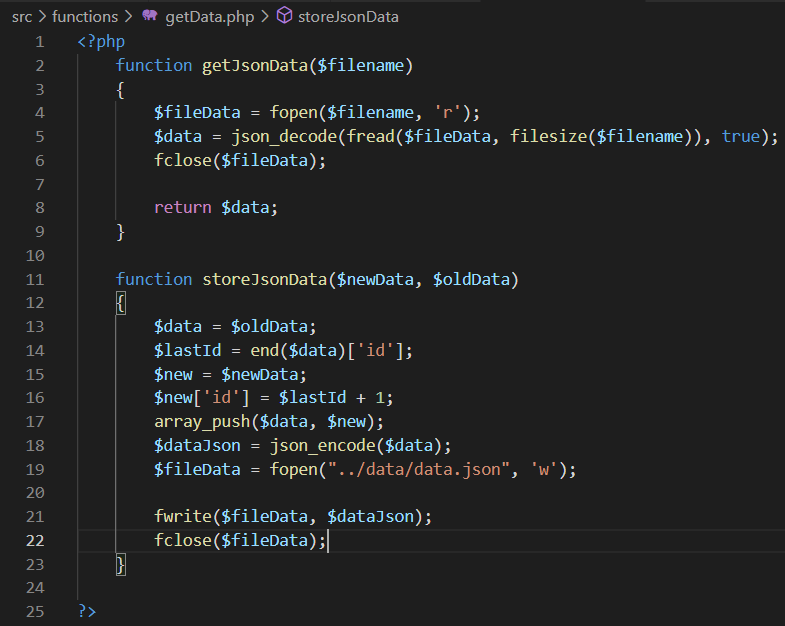 src > functions > getData.php > storeJsonData
1 <?php
2 function getJsonData($filename)
3 {
4 $fileData = fopen($filename, 'r');
5 $data = json_decode(fread($fileData, filesize($filename)), true);
6 fclose($fileData);
7
8 return $data;
9 }
10
11 function storeJsonData($newData, $oldData)
12 {
13 $data = $oldData;
14 $lastId = end($data)['id'];
15 $new = $newData;
16 $new['id'] = $lastId + 1;
17 array_push($data, $new);
18 $dataJson = json_encode($data);
19 $fileData = fopen("../data/data.json", 'w');
20
21 fwrite($fileData, $dataJson);
22 fclose($fileData);
23 }
24
25 ?>